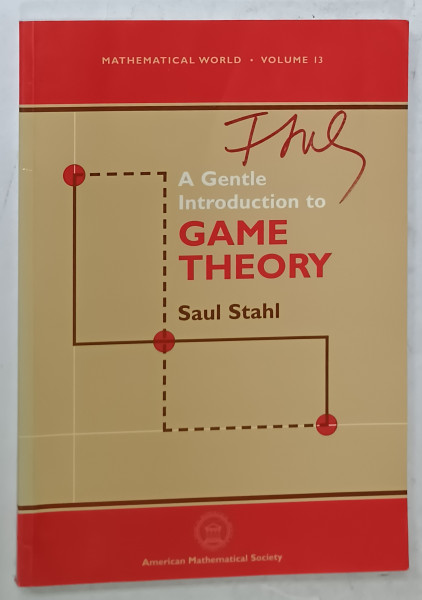 MATHEMATICAL WORLD • VOLUME 13
A Gentle
Introduction to
GAME
THEORY
Saul Stahl
American Mathematical Society